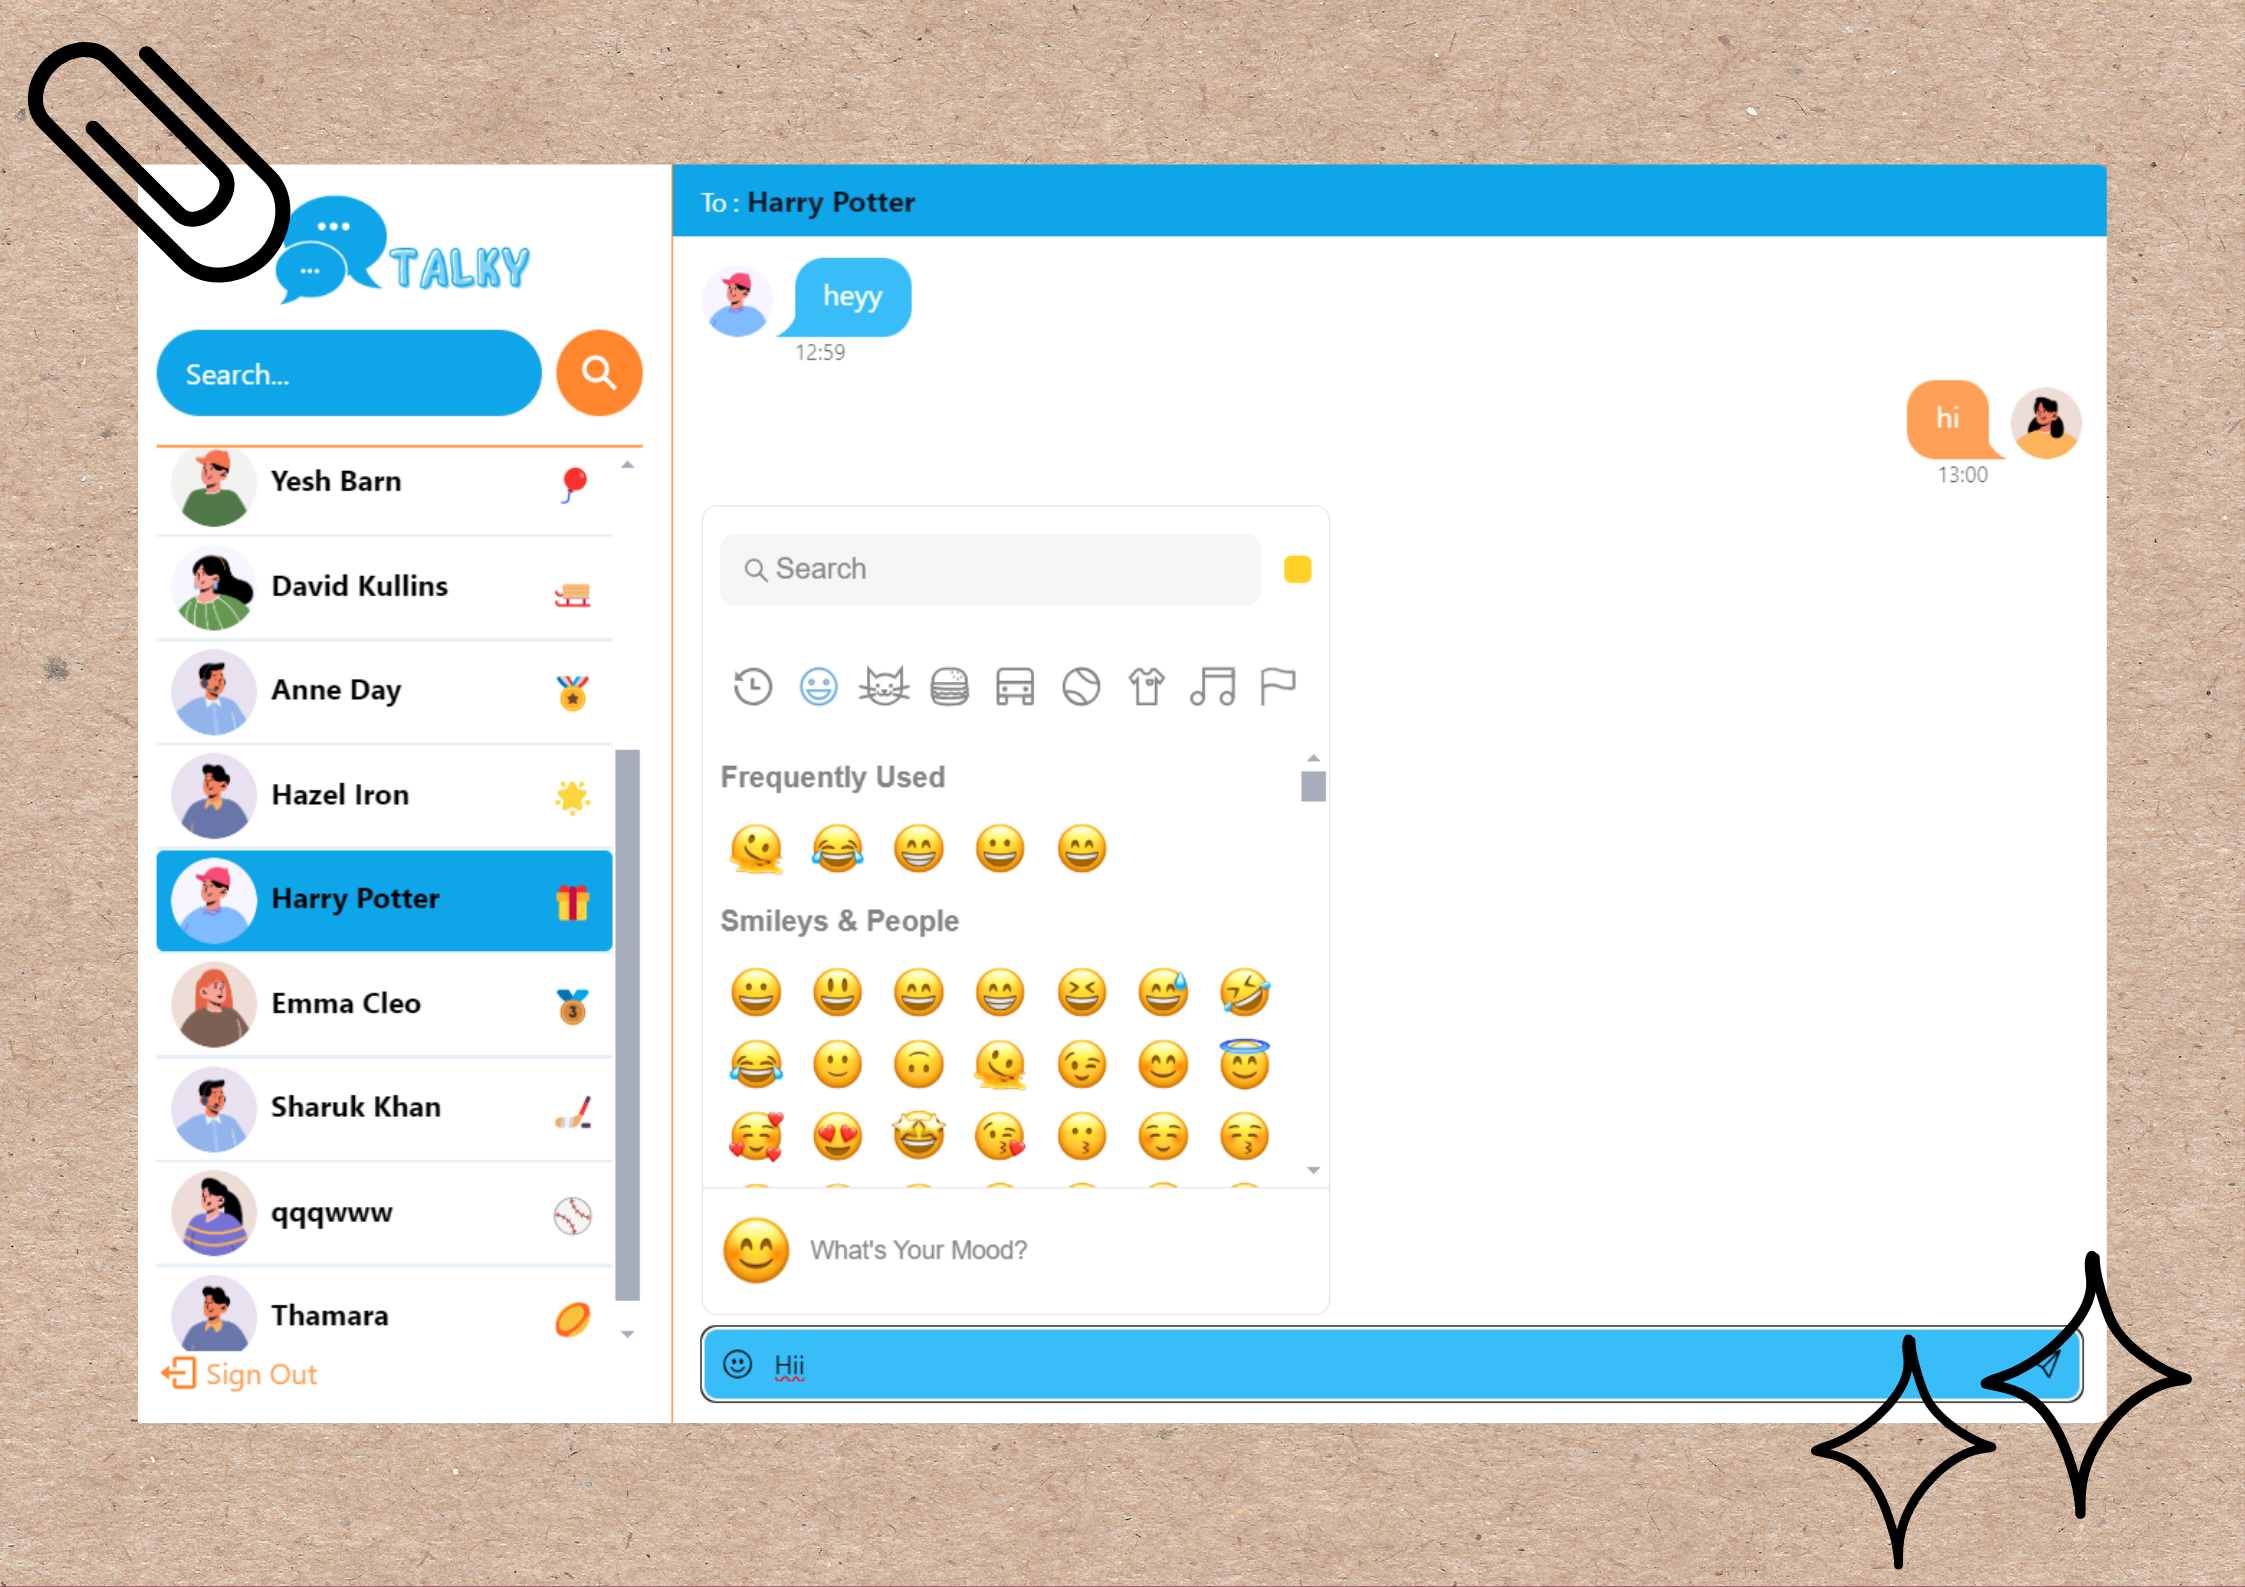 TALKY
Search...
Yesh Barn
David Kullins
Anne Day
Hazel Iron
Harry Potter
Emma Cleo
3
Sharuk Khan
qqqwww
Thamara
Sign Out
To : Harry Potter
heyy
12:59
hi
13:00
Search
Frequently Used
Smileys & People
What's Your Mood?
Hii